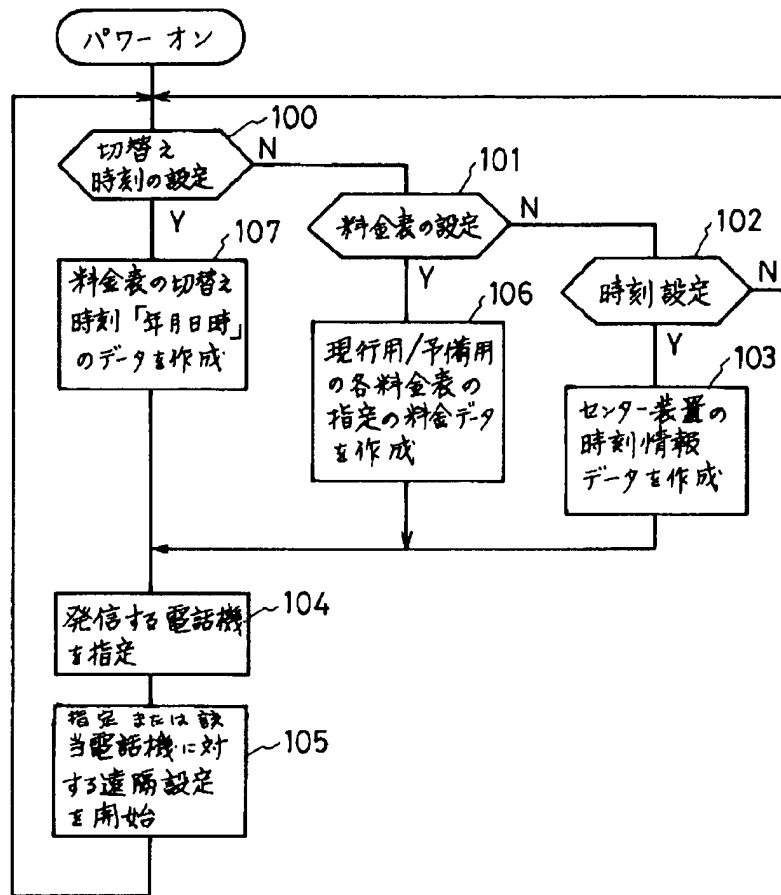 パワーオン
100
切替え
時刻の設定
N
Y
101
料金表の設定
N
Y
102
時刻設定
N
Y
107
料金表の切替え
時刻「年月日時」
のデータを作成
106
現行用/予備用
の各料金表の
指定の料金データ
を作成
103
センター装置の
時刻情報
データを作成
104
発信する電話機
を指定
105
指定または該
当電話機に対
する遠隔設定
を開始